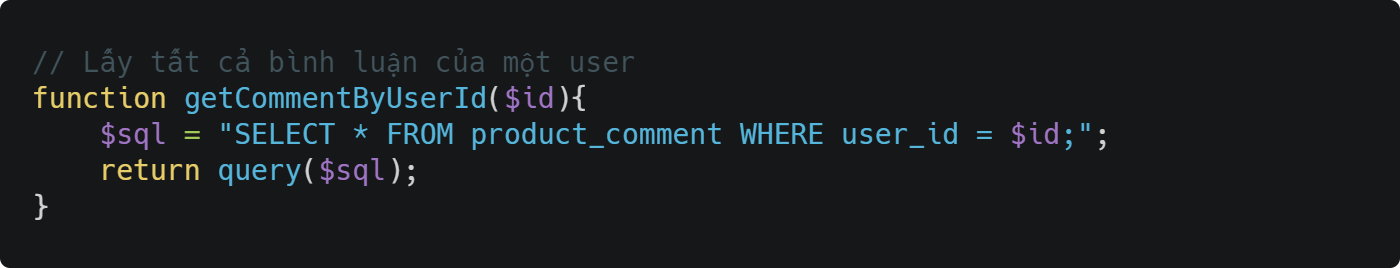 // Lấy tất cả bình luận của một user
function getCommentByUserId($id){
    $sql = "SELECT * FROM product_comment WHERE user_id = $id;";
    return query($sql);
}